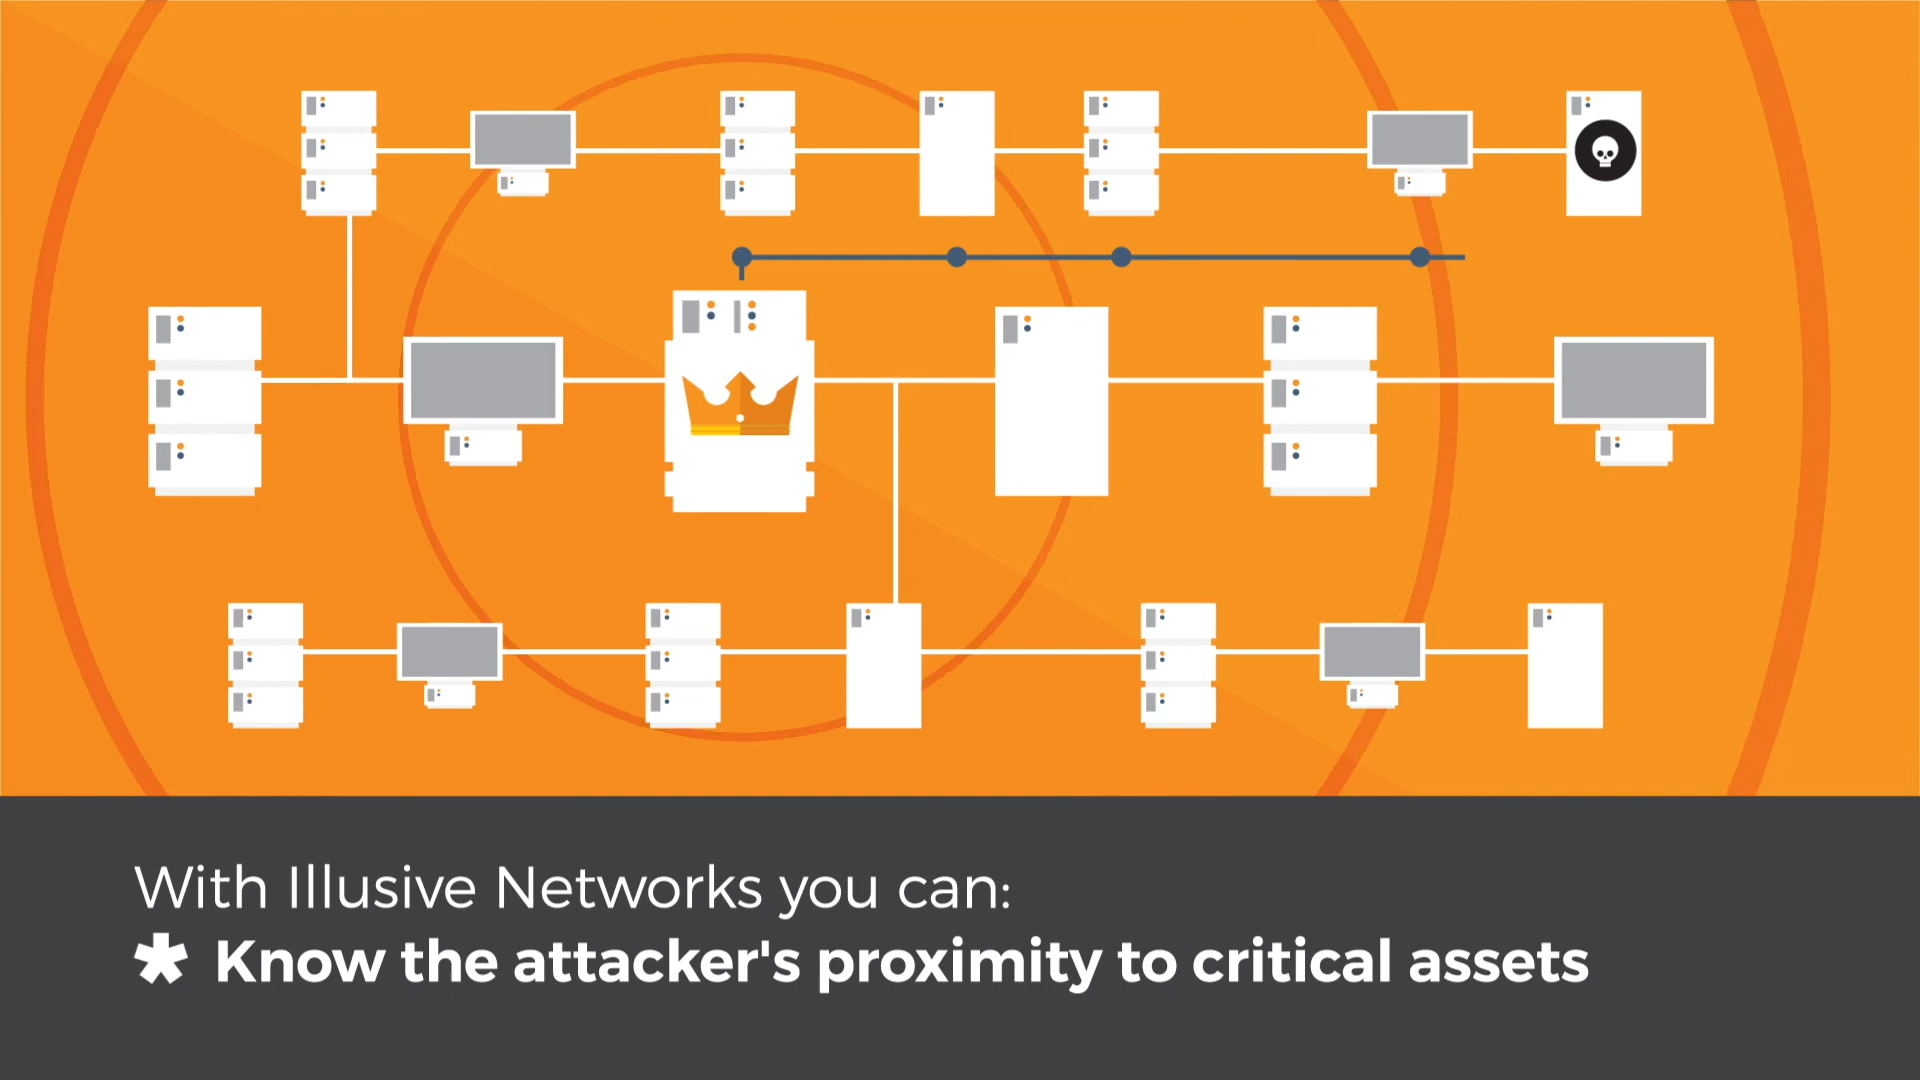 With Illusive Networks you can:
* Know the attacker's proximity to critical assets